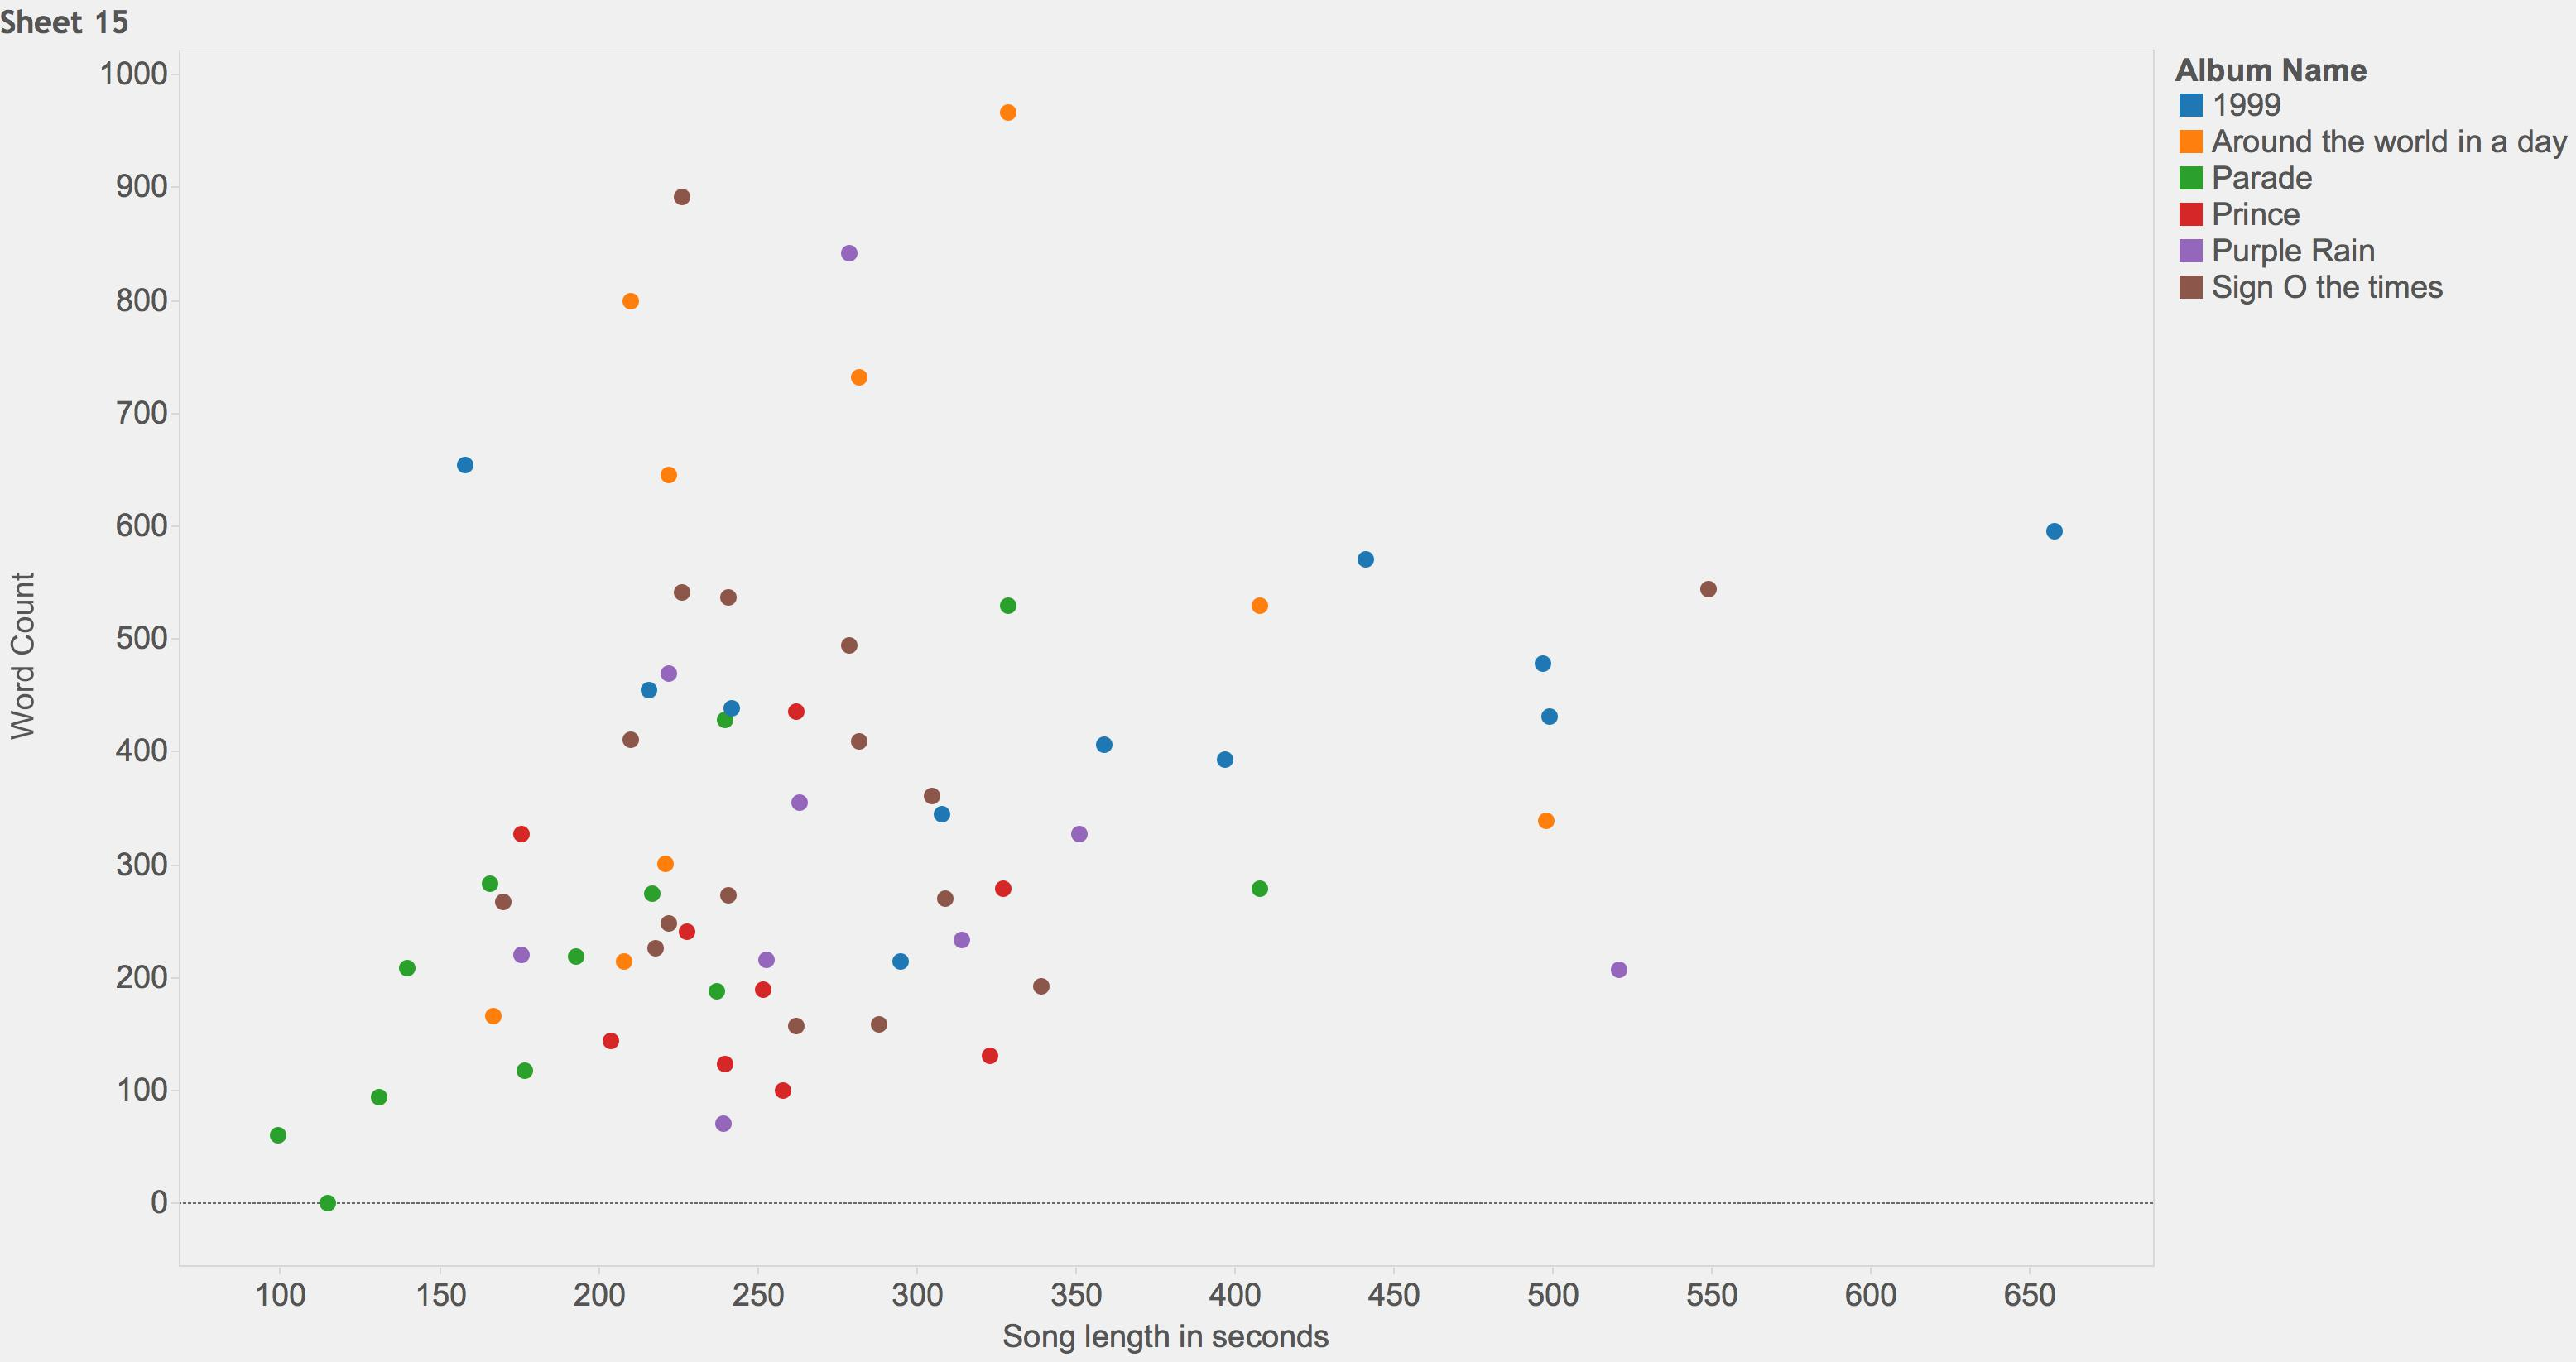 Sheet 15
1000
900
800
700
600
500
400
300
200
100
0
Word Count
100 150 200 250 300 350 400 450 500 550 600 650
Song length in seconds
Album Name
1999
Around the world in a day
Parade
Prince
Purple Rain
Sign O the times